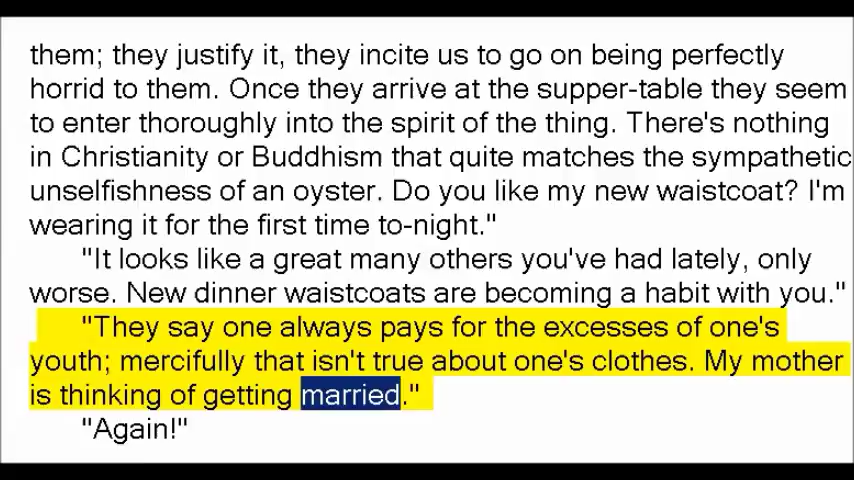 them; they justify it, they incite us to go on being perfectly
horrid to them. Once they arrive at the supper-table they seem
to enter thoroughly into the spirit of the thing. There's nothing
in Christianity or Buddhism that quite matches the sympathetic
unselfishness of an oyster. Do you like my new waistcoat? I'm
wearing it for the first time to-night."
"It looks like a great many others you've had lately, only
worse. New dinner waistcoats are becoming a habit with you."
"They say one always pays for the excesses of one's
youth; mercifully that isn't true about one's clothes. My mother
is thinking of getting married."
"Again!"